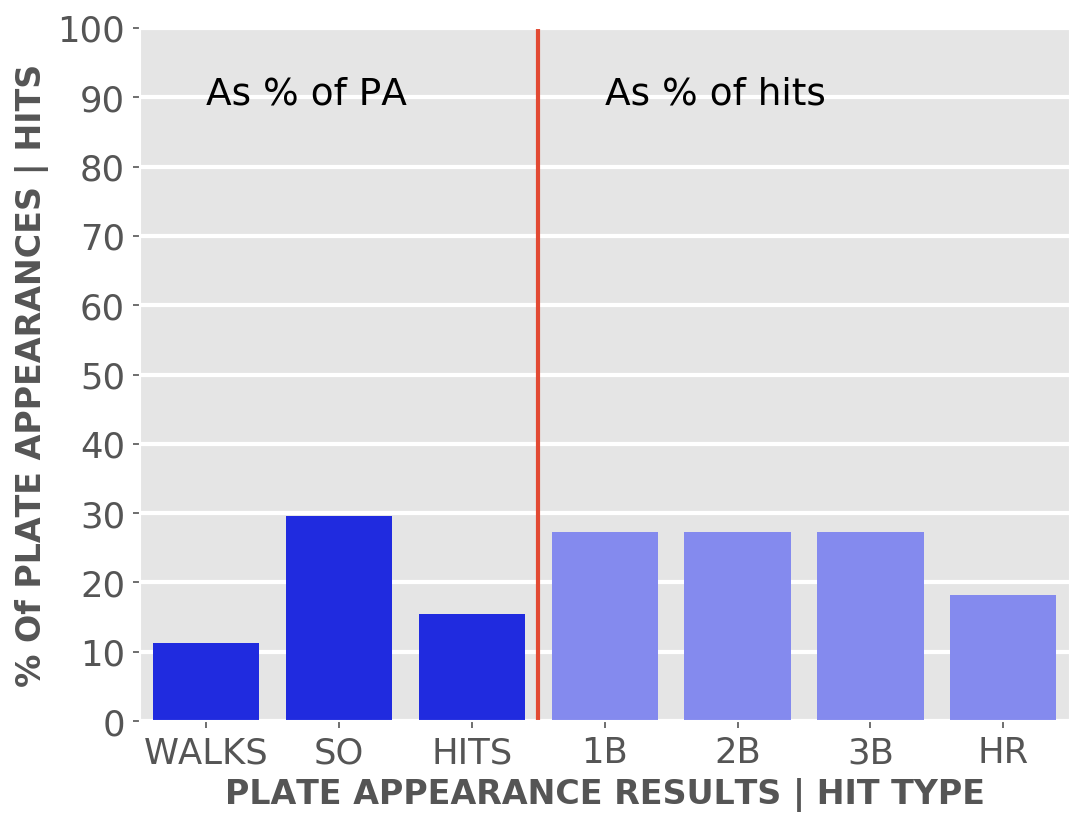 % Of PLATE APPEARANCES | HITS
100
90
80
70
60
50
40
30
20
10
0
As % of PA
As % of hits
WALKS SO HITS 1B 2B 3B HR
PLATE APPEARANCE RESULTS | HIT TYPE